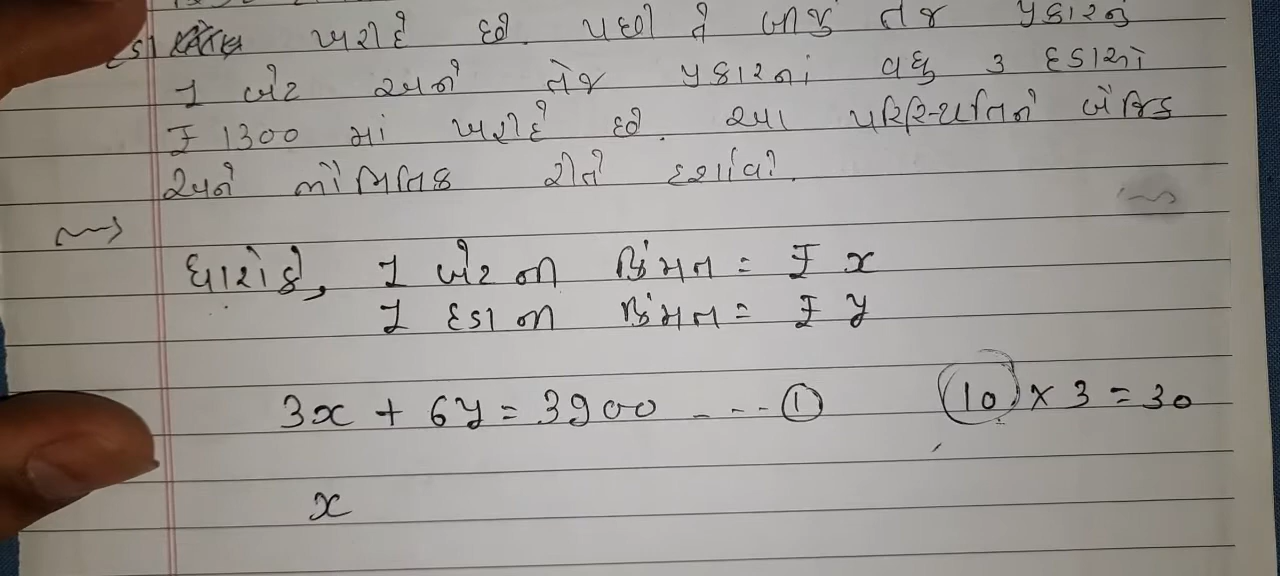 ખરીદે છે. પછી તે બીજું તેજ પ્રકારનું
1 બેટ અને તેજ પ્રકારનાં વધુ 3 દડાઓ
₹ 1300 માં ખરીદે છે. આ પરિસ્થિતિને બૈજિક
અને ભૌમિતિક રીતે દર્શાવો.
ધારોકે, 1 બેટ ની કિંમત = ₹ x
1 દડા ની કિંમત = ₹ y
3x + 6y = 3900 --- ① 10 × 3 = 30
x